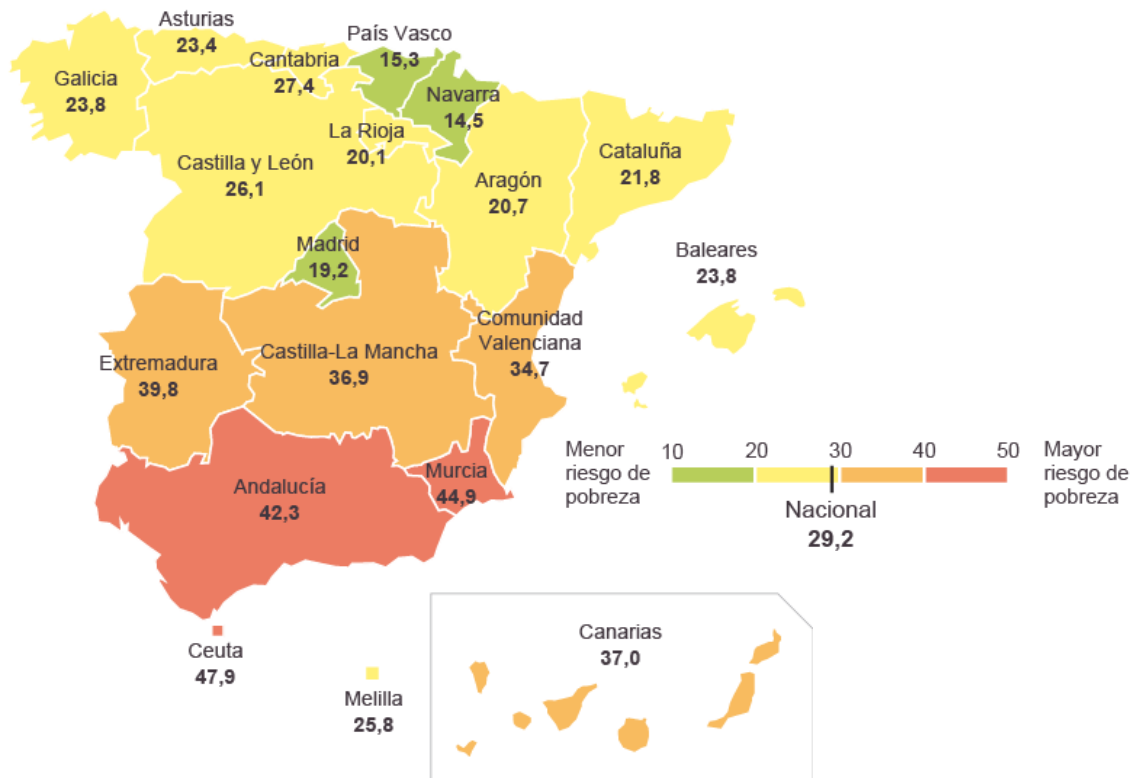 Asturias
23,4
País Vasco
15,3
Cantabria
27,4
Galicia
23,8
Navarra
14,5
La Rioja
20,1
Castilla y León
26,1
Aragón
20,7
Cataluña
21,8
Madrid
19,2
Baleares
23,8
Comunidad
Valenciana
34,7
Castilla-La Mancha
36,9
Extremadura
39,8
Menor
riesgo de
pobreza
10 20 30 40 50
Mayor
riesgo de
pobreza
Nacional
29,2
Murcia
44,9
Andalucía
42,3
Ceuta
47,9
Melilla
25,8
Canarias
37,0